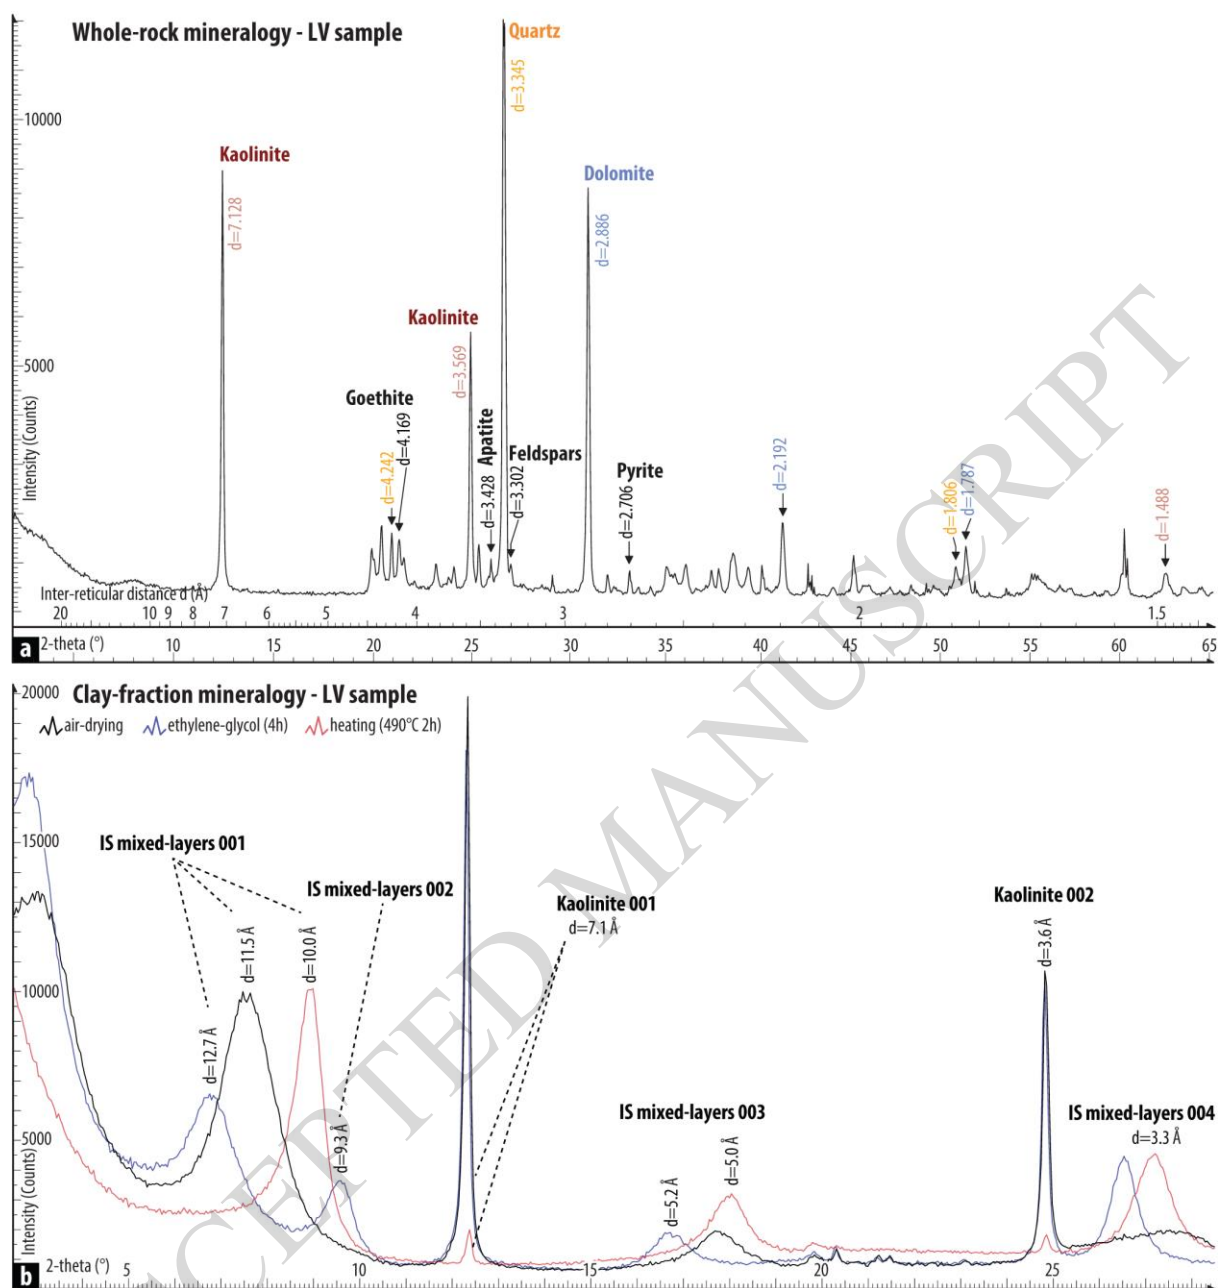 Whole-rock mineralogy - LV sample
Quartz
d=3.345
10000
Kaolinite
d=7.128
Dolomite
d=2.886
Kaolinite
d=3.569
5000
Intensity (Counts)
Goethite
d=4.242
d=4.169
Apatite
d=3.428
Feldspars
d=3.302
Pyrite
d=2.706
d=2.192
d=1.806
d=1.787
d=1.488
Inter-reticular distance d (Å)
20 10 9 8 7 6 5 4 3 2 1.5
a 2-theta (°) 10 15 20 25 30 35 40 45 50 55 60 65
20000
Clay-fraction mineralogy - LV sample
air-drying ethylene-glycol (4h) heating (490°C 2h)
15000
IS mixed-layers 001
IS mixed-layers 002
Kaolinite 001
d=7.1 Å
Kaolinite 002
d=3.6 Å
d=12.7 Å
d=11.5 Å
d=10.0 Å
d=9.3 Å
10000
IS mixed-layers 003
d=5.2 Å
d=5.0 Å
IS mixed-layers 004
d=3.3 Å
5000
Intensity (Counts)
b 2-theta (°) 5 10 15 20 25
ACCEPTED MANUSCRIPT